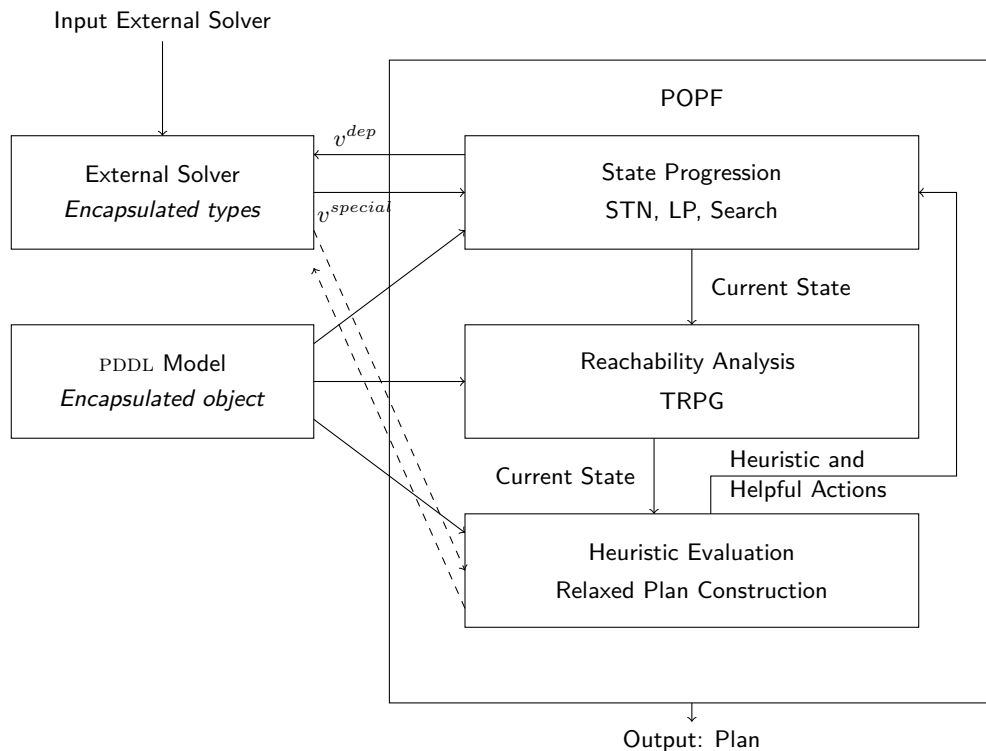 Input External Solver
POPF
v^{dep}
External Solver
Encapsulated types
v^{special}
State Progression
STN, LP, Search
Current State
PDDL Model
Encapsulated object
Reachability Analysis
TRPG
Current State
Heuristic and
Helpful Actions
Heuristic Evaluation
Relaxed Plan Construction
Output: Plan